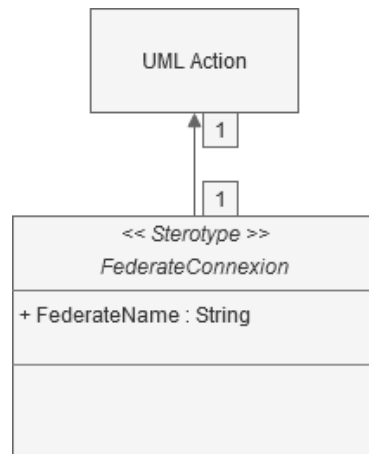 UML Action
1
1
<< Sterotype >>
FederateConnexion
+ FederateName : String